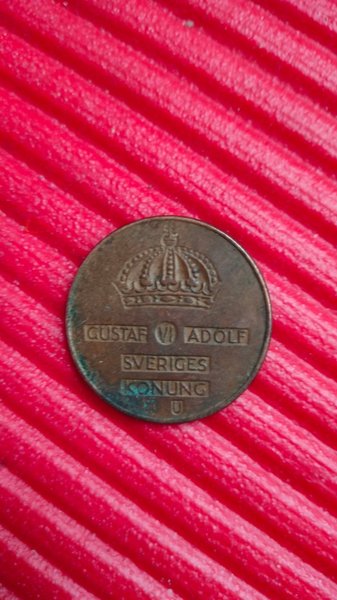 GUSTAF VI ADOLF
SVERIGES
KONUNG
U